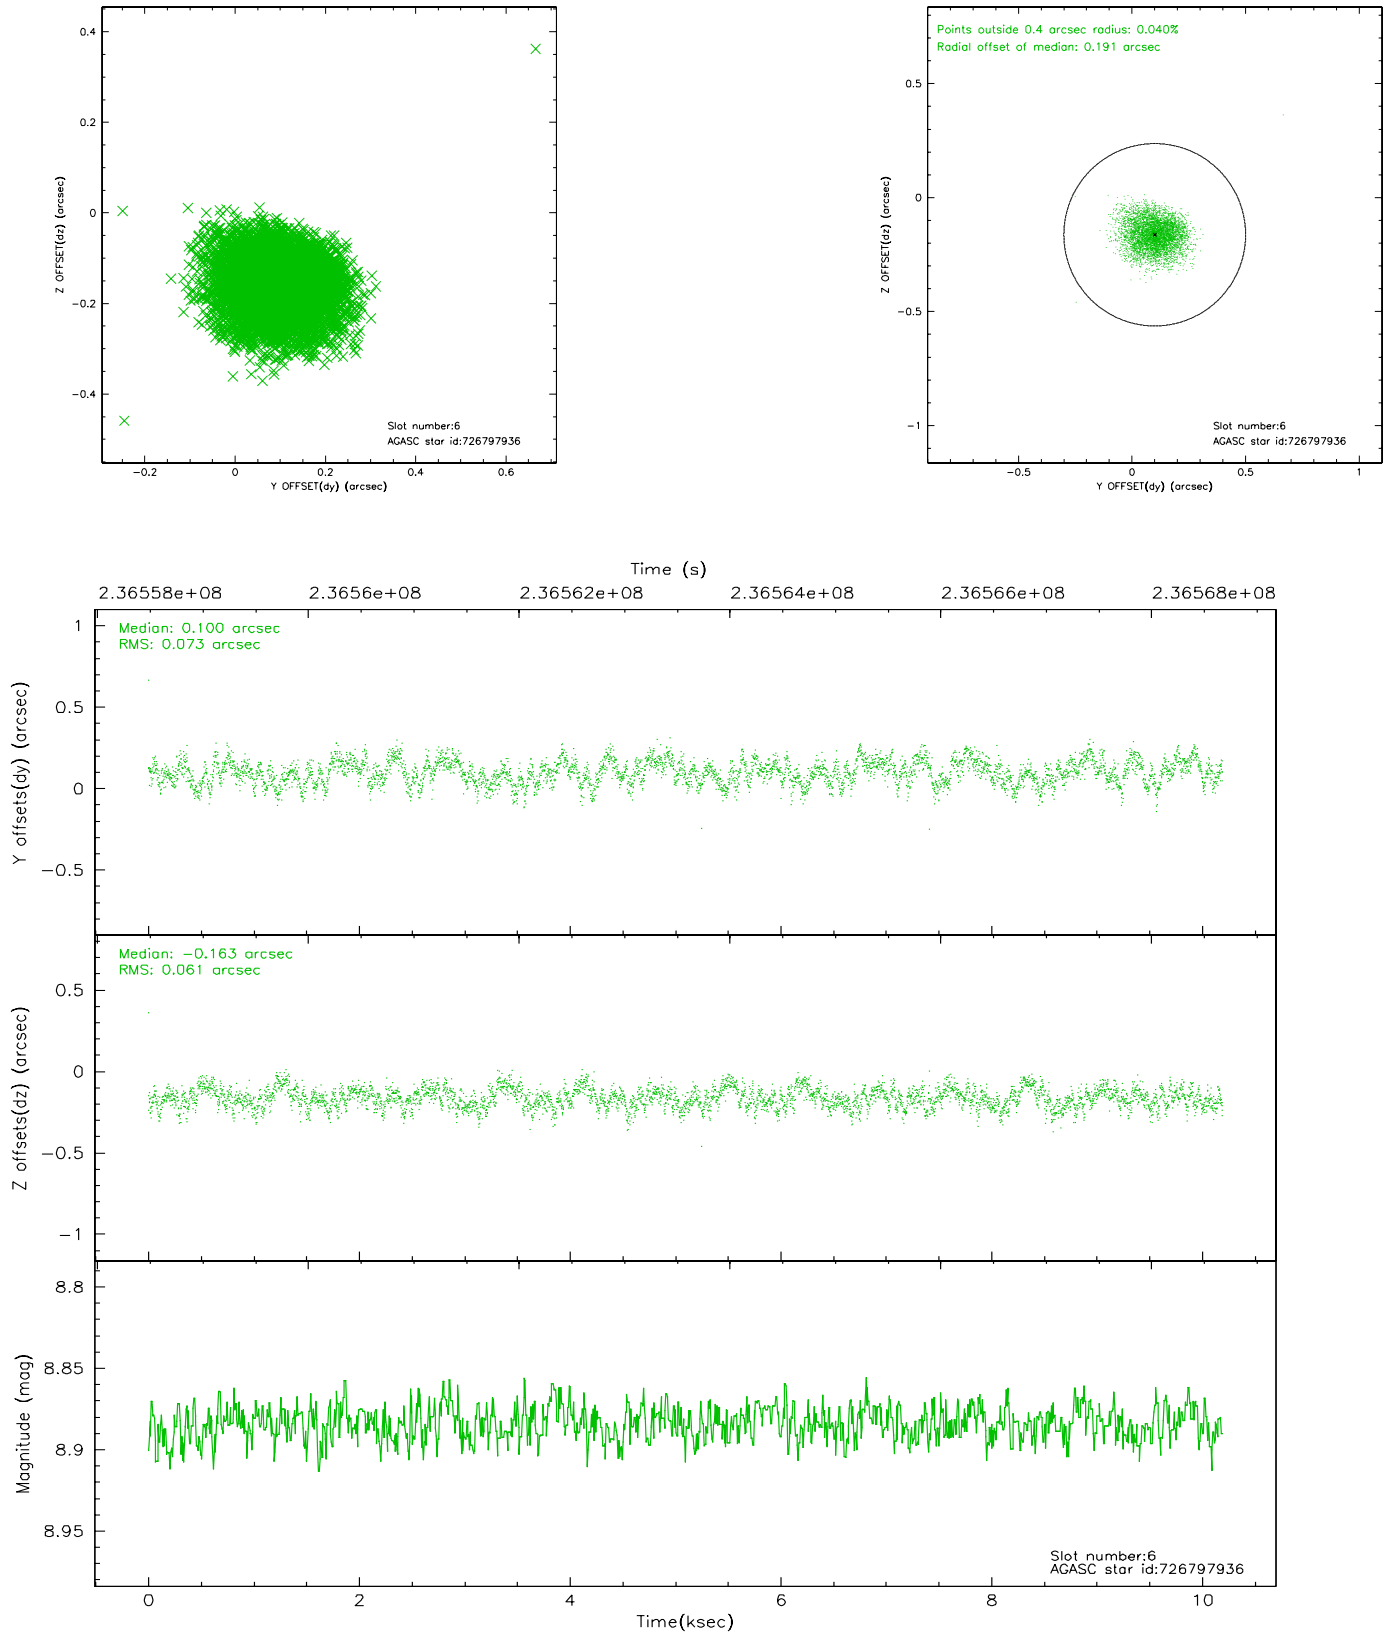 0.4
0.2
0
−0.2
−0.4
Z OFFSET(dz) (arcsec)
−0.2
0
0.2
0.4
0.6
Y OFFSET(dy) (arcsec)
Slot number:6
AGASC star id:726797936
Points outside 0.4 arcsec radius: 0.040%
Radial offset of median: 0.191 arcsec
0.5
0
−0.5
−1
Z OFFSET(dz) (arcsec)
−0.5
0
0.5
1
Y OFFSET(dy) (arcsec)
Slot number:6
AGASC star id:726797936
Time (s)
2.36558e+08
2.3656e+08
2.36562e+08
2.36564e+08
2.36566e+08
2.36568e+08
Median: 0.100 arcsec
RMS: 0.073 arcsec
1
0.5
0
−0.5
Y offsets(dy) (arcsec)
Median: −0.163 arcsec
RMS: 0.061 arcsec
0.5
0
−0.5
−1
Z offsets(dz) (arcsec)
8.8
8.85
8.9
8.95
Magnitude (mag)
Slot number:6
AGASC star id:726797936
0
2
4
6
8
10
Time(ksec)